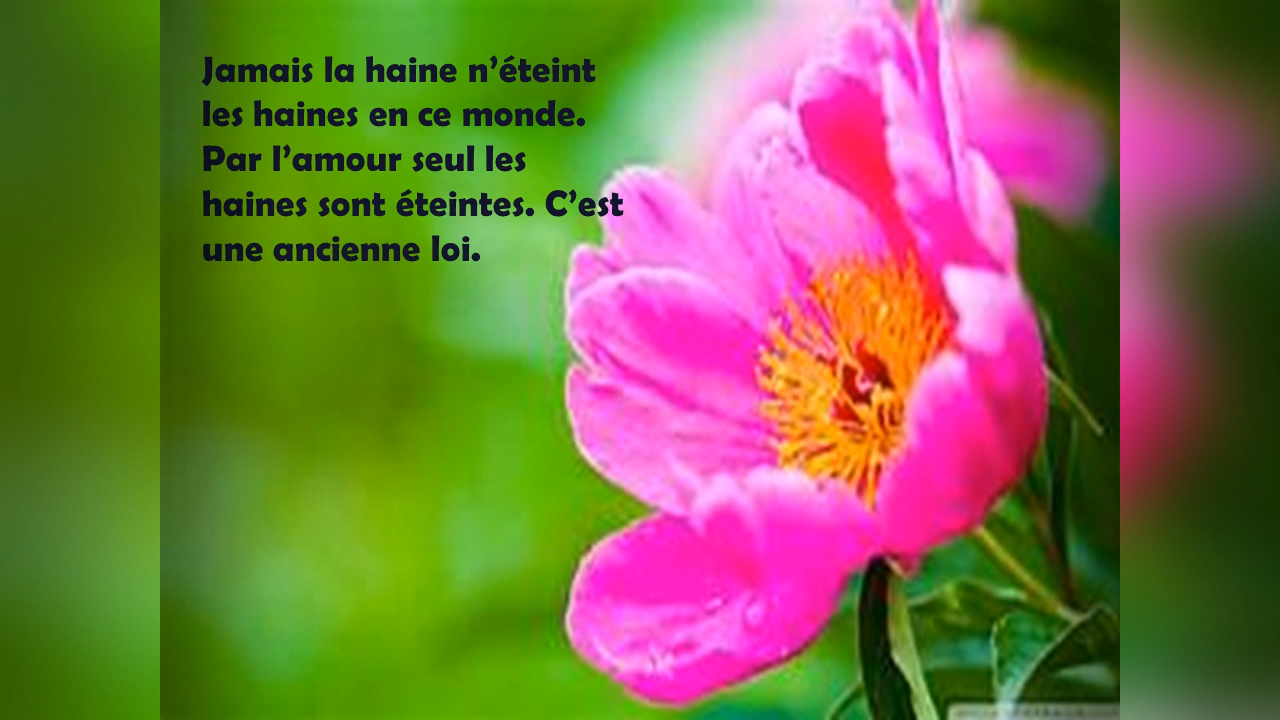 Jamais la haine n’éteint
les haines en ce monde.
Par l’amour seul les
haines sont éteintes. C’est
une ancienne loi.